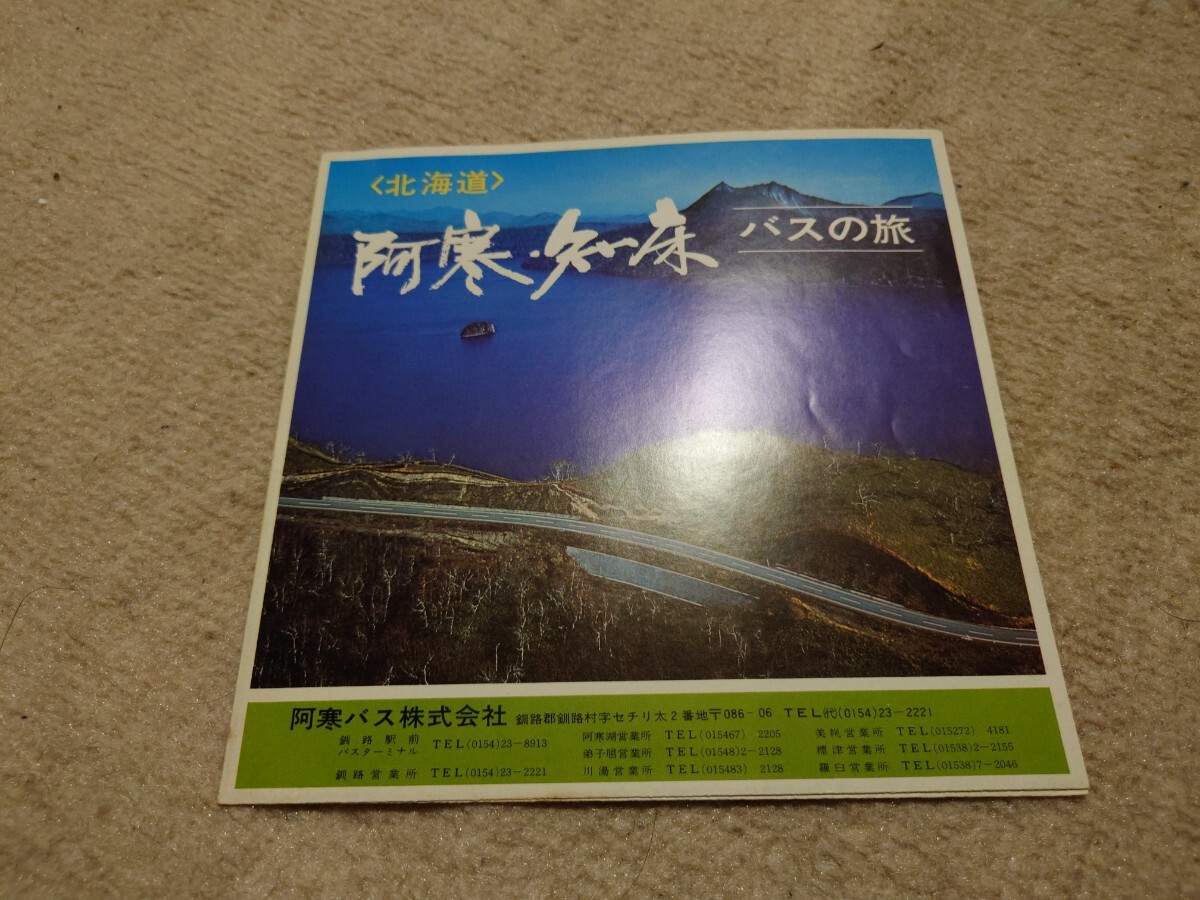 〈北海道〉
阿寒・知床 バスの旅
阿寒バス株式会社 釧路郡釧路村字セチリ太2番地〒086-06 TEL㈹(0154)23-2221
釧路駅前バスターミナル TEL(0154)23-8913
釧路営業所 TEL(0154)23-2221
阿寒湖営業所 TEL(015467) 2205
弟子屈営業所 TEL(01548)2-2128
川湯営業所 TEL(015483) 2128
美幌営業所 TEL(015272) 4181
標津営業所 TEL(01538)2-2155
羅臼営業所 TEL(01538)7-2046